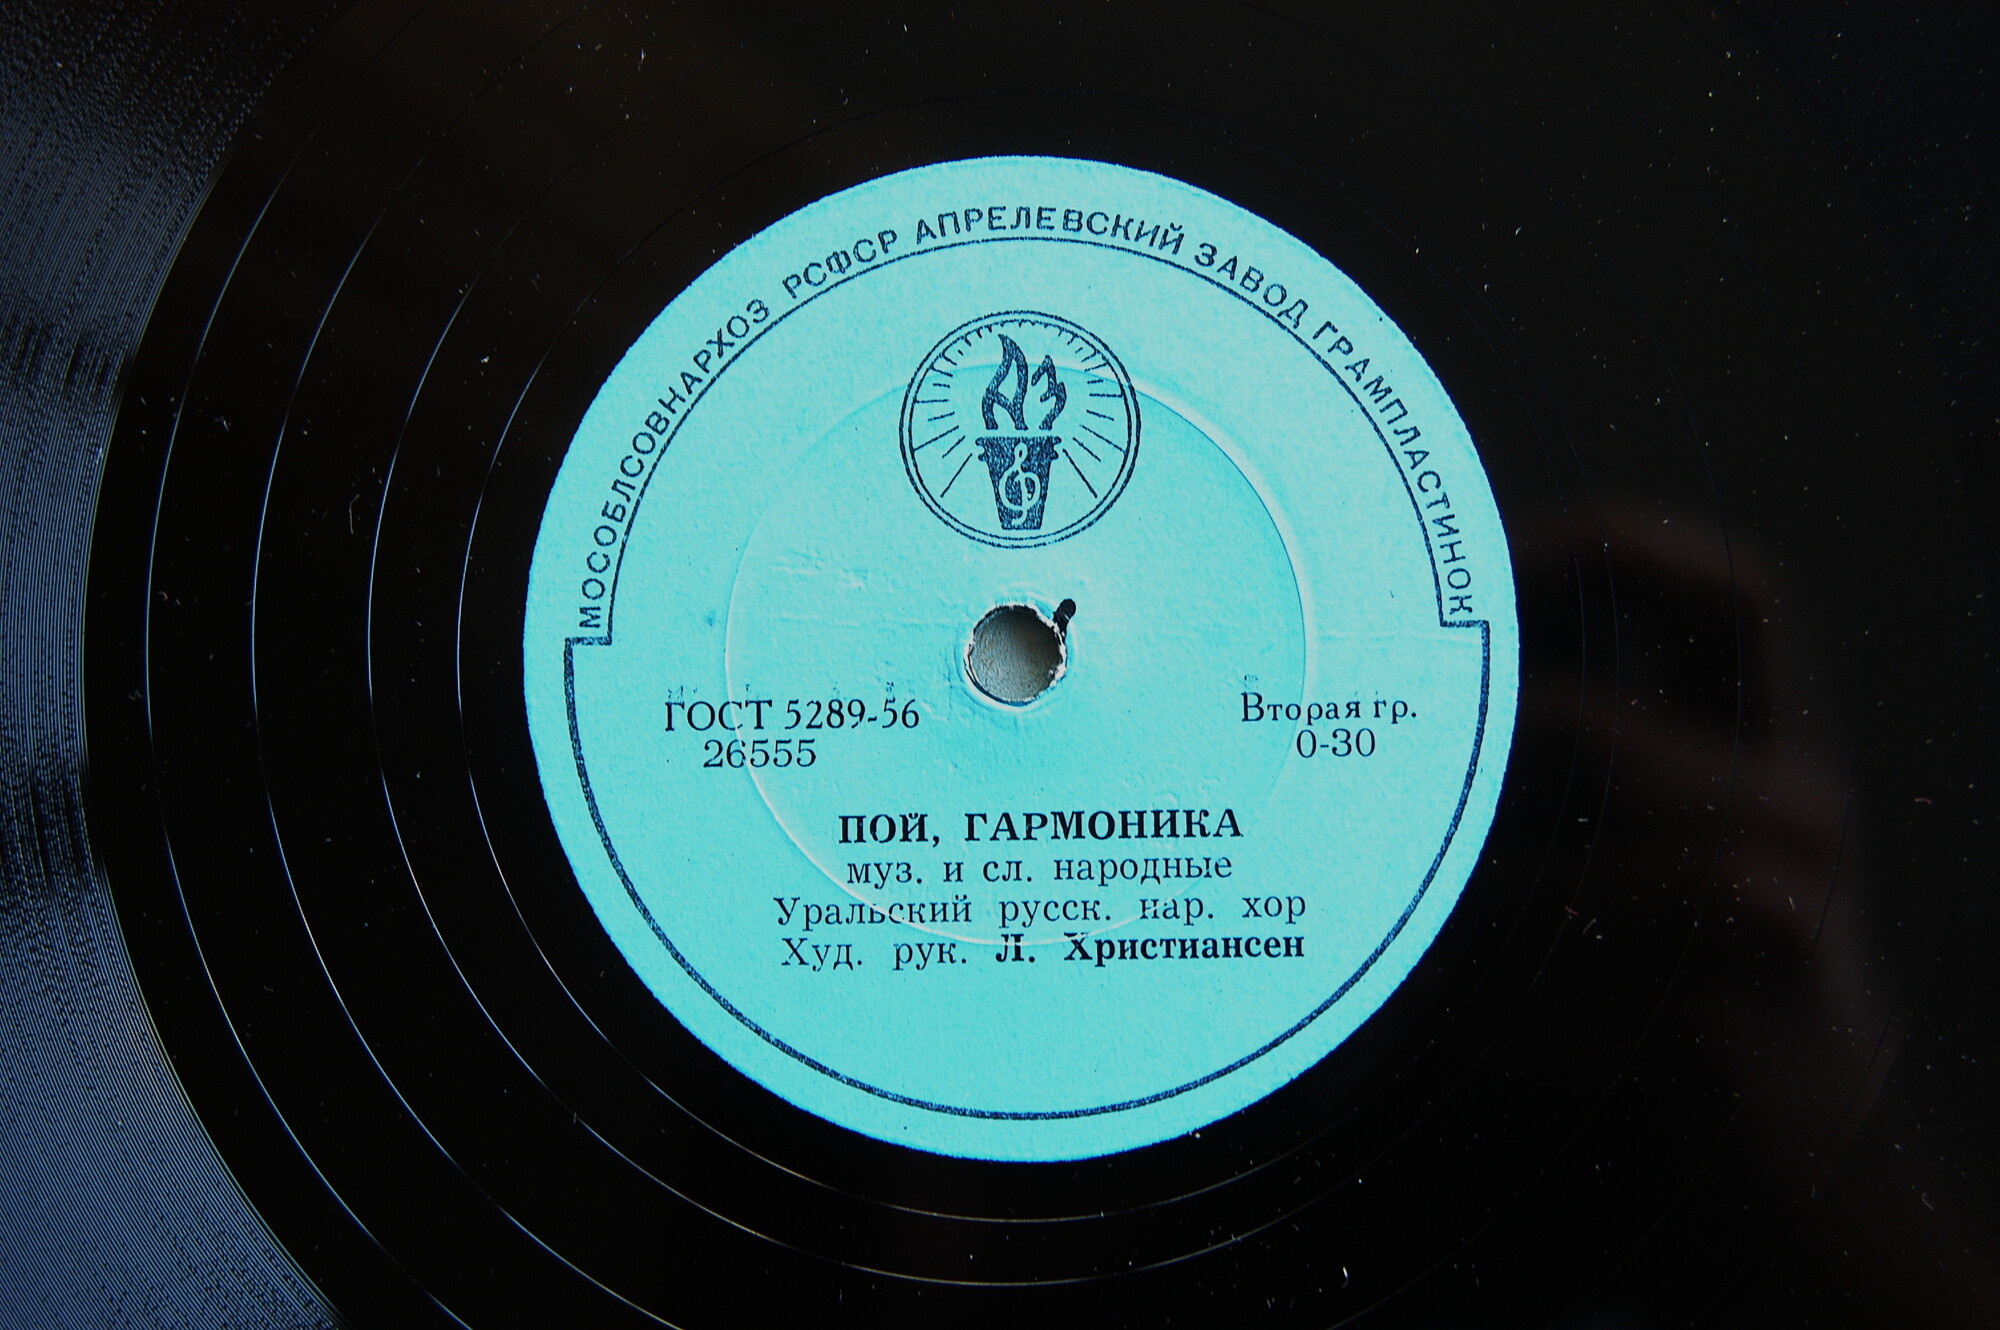 МОСОБЛСОВНАРХОЗ РСФСР АПРЕЛЕВСКИЙ ЗАВОД ГРАМПЛАСТИНОК
АЗ
ГОСТ 5289-56
26555
Вторая гр.
0-30
ПОЙ, ГАРМОНИКА
муз. и сл. народные
Уральский русск. нар. хор
Худ. рук. Л. Христиансен